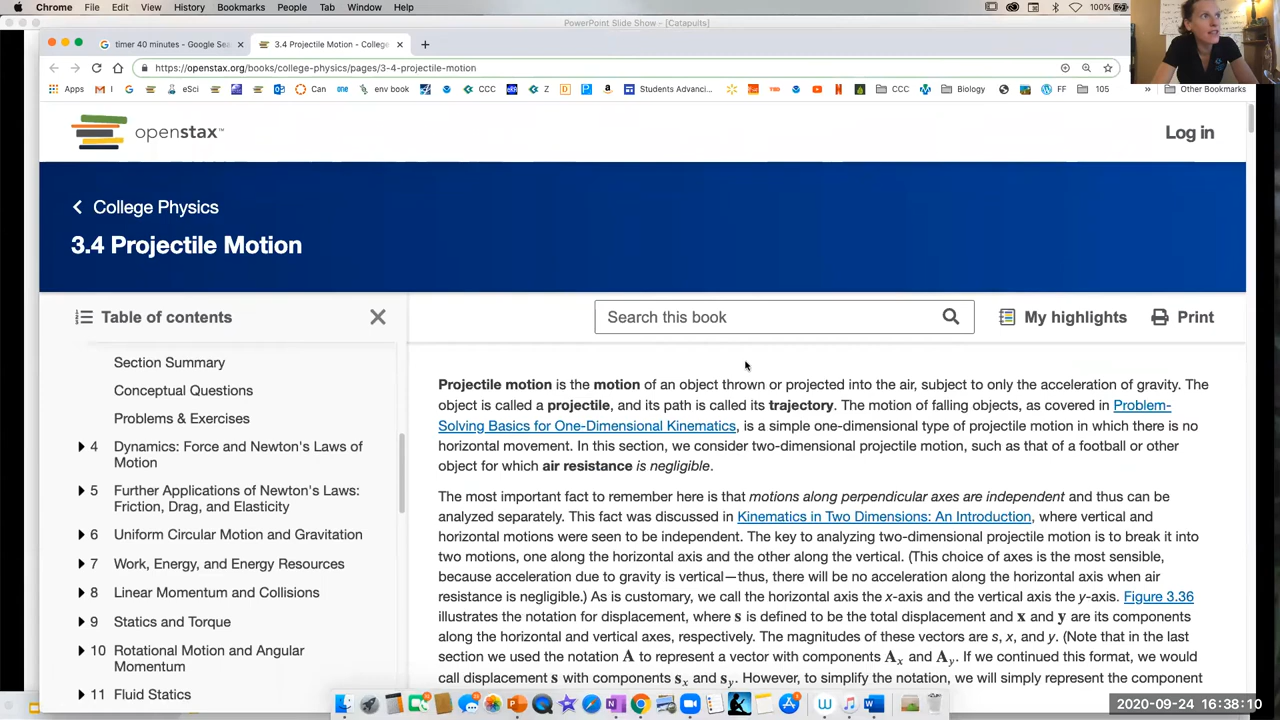 Chrome File Edit View History Bookmarks People Tab Window Help 100%
PowerPoint Slide Show - [Catapults]
timer 40 minutes - Google Sea × 3.4 Projectile Motion - College × +
https://openstax.org/books/college-physics/pages/3-4-projectile-motion
Apps eSci Can one env book CCC Z Students Advanci... CCC Biology FF 105 » Other Bookmarks
openstax™
Log in
College Physics
3.4 Projectile Motion
Table of contents
Search this book
My highlights
Print
Section Summary
Conceptual Questions
Problems & Exercises
4 Dynamics: Force and Newton's Laws of
Motion
5 Further Applications of Newton's Laws:
Friction, Drag, and Elasticity
6 Uniform Circular Motion and Gravitation
7 Work, Energy, and Energy Resources
8 Linear Momentum and Collisions
9 Statics and Torque
10 Rotational Motion and Angular
Momentum
11 Fluid Statics
Projectile motion is the motion of an object thrown or projected into the air, subject to only the acceleration of gravity. The
object is called a projectile, and its path is called its trajectory. The motion of falling objects, as covered in Problem-
Solving Basics for One-Dimensional Kinematics, is a simple one-dimensional type of projectile motion in which there is no
horizontal movement. In this section, we consider two-dimensional projectile motion, such as that of a football or other
object for which air resistance is negligible.
The most important fact to remember here is that motions along perpendicular axes are independent and thus can be
analyzed separately. This fact was discussed in Kinematics in Two Dimensions: An Introduction, where vertical and
horizontal motions were seen to be independent. The key to analyzing two-dimensional projectile motion is to break it into
two motions, one along the horizontal axis and the other along the vertical. (This choice of axes is the most sensible,
because acceleration due to gravity is vertical—thus, there will be no acceleration along the horizontal axis when air
resistance is negligible.) As is customary, we call the horizontal axis the x-axis and the vertical axis the y-axis. Figure 3.36
illustrates the notation for displacement, where s is defined to be the total displacement and x and y are its components
along the horizontal and vertical axes, respectively. The magnitudes of these vectors are s, x, and y. (Note that in the last
section we used the notation A to represent a vector with components Ax and Ay. If we continued this format, we would
call displacement s with components sx and sy. However, to simplify the notation, we will simply represent the component
2020-09-24 16:38:10